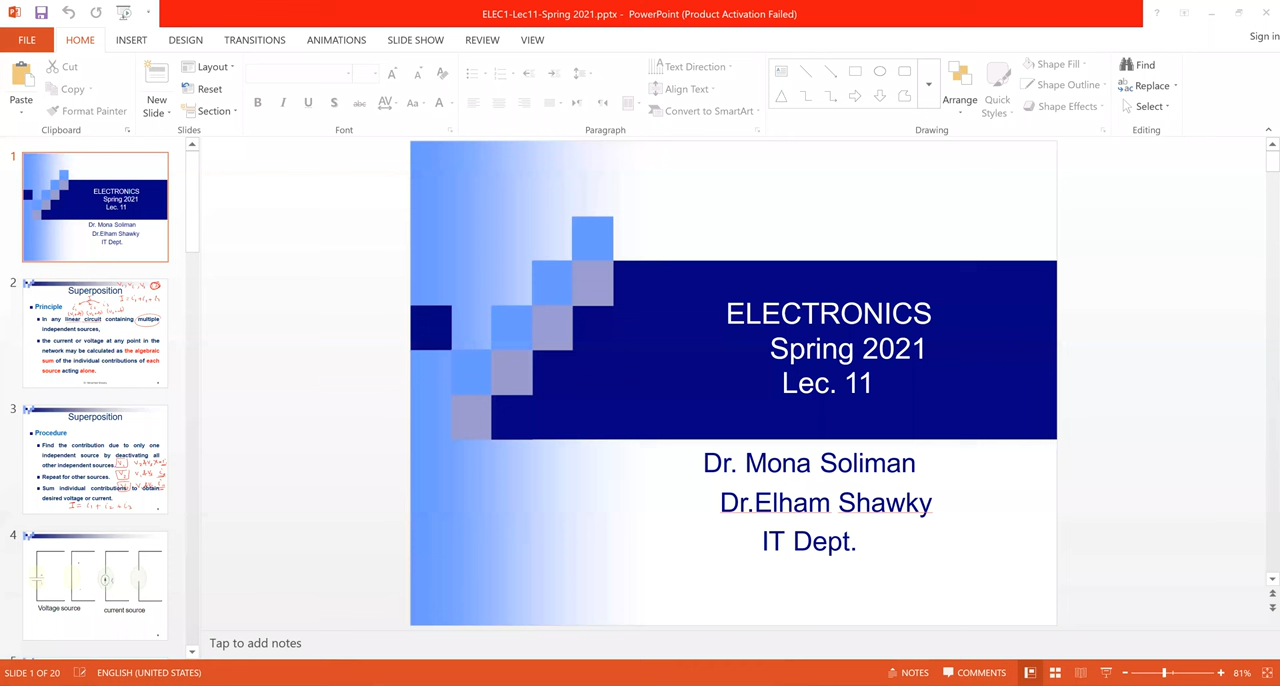 ELEC1-Lec11-Spring 2021.pptx - PowerPoint (Product Activation Failed)
FILE HOME INSERT DESIGN TRANSITIONS ANIMATIONS SLIDE SHOW REVIEW VIEW Sign in
Paste
Cut
Copy
Format Painter
Clipboard
New Slide
Layout
Reset
Section
Slides
Font
Text Direction
Align Text
Convert to SmartArt
Paragraph
Arrange
Quick Styles
Shape Fill
Shape Outline
Shape Effects
Drawing
Find
Replace
Select
Editing
1
ELECTRONICS
Spring 2021
Lec. 11
Dr. Mona Soliman
Dr.Elham Shawky
IT Dept.
2
Superposition
Principle
In any linear circuit containing multiple
independent sources,
the current or voltage at any point in the
network may be calculated as the algebraic
sum of the individual contributions of each
source acting alone.
3
Superposition
Procedure
Find the contribution due to only one
independent source by deactivating all
other independent sources.
Repeat for other sources.
Sum individual contributions to obtain
desired voltage or current.
4
Voltage source current source
ELECTRONICS
Spring 2021
Lec. 11
Dr. Mona Soliman
Dr.Elham Shawky
IT Dept.
Tap to add notes
SLIDE 1 OF 20 ENGLISH (UNITED STATES) NOTES COMMENTS 81%